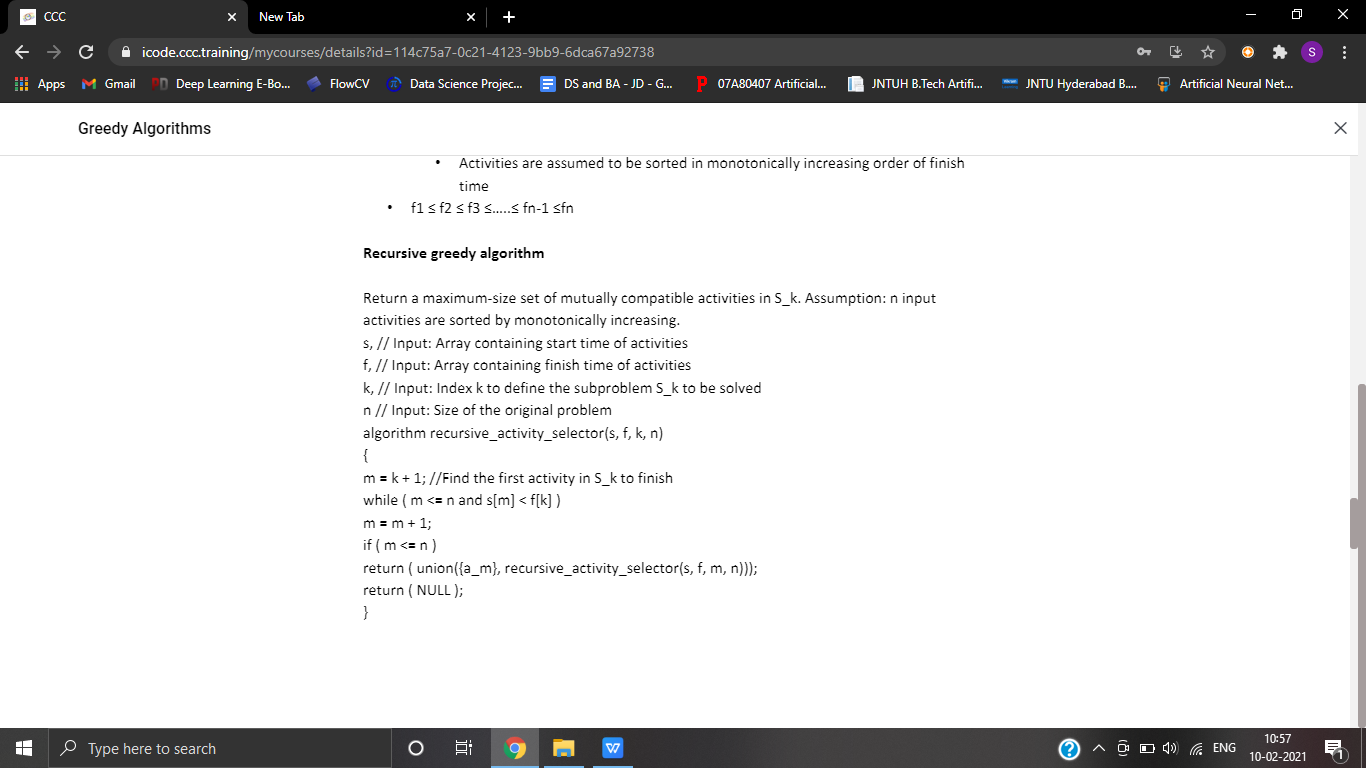 CCC
New Tab
icode.ccc.training/mycourses/details?id=114c75a7-0c21-4123-9bb9-6dca67a92738
S
Apps
Gmail
Deep Learning E-Bo...
FlowCV
Data Science Projec...
DS and BA - JD - G...
07A80407 Artificial...
JNTUH B.Tech Artifi...
JNTU Hyderabad B....
Artificial Neural Net...
Greedy Algorithms
• Activities are assumed to be sorted in monotonically increasing order of finish
time
• f1 ≤ f2 ≤ f3 ≤…..≤ fn-1 ≤fn
Recursive greedy algorithm
Return a maximum-size set of mutually compatible activities in S_k. Assumption: n input
activities are sorted by monotonically increasing.
s, // Input: Array containing start time of activities
f, // Input: Array containing finish time of activities
k, // Input: Index k to define the subproblem S_k to be solved
n // Input: Size of the original problem
algorithm recursive_activity_selector(s, f, k, n)
{
m = k + 1; //Find the first activity in S_k to finish
while ( m <= n and s[m] < f[k] )
m = m + 1;
if ( m <= n )
return ( union({a_m}, recursive_activity_selector(s, f, m, n)));
return ( NULL );
}
Type here to search
W
ENG
10:57
10-02-2021
1